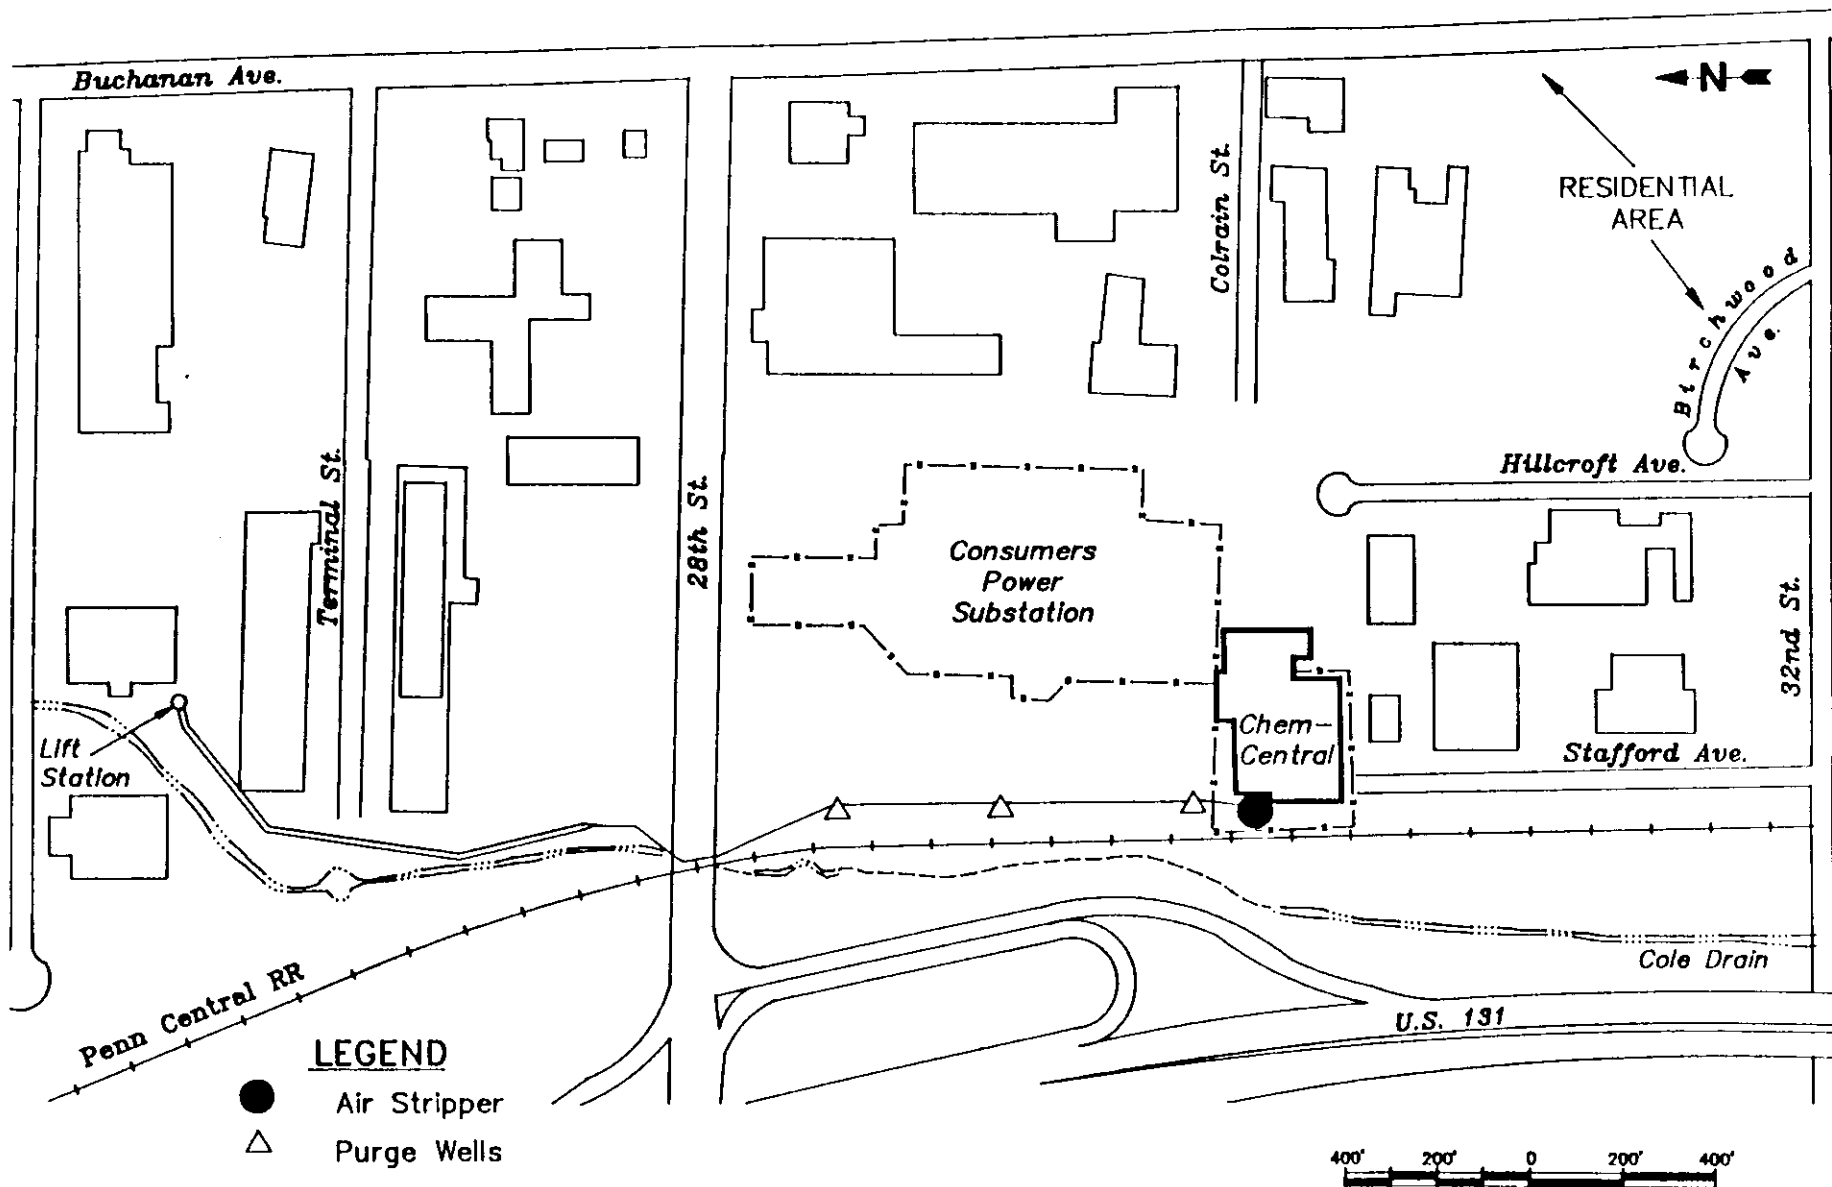 Buchanan Ave.
N
RESIDENTIAL
AREA
Colrain St.
Birchwood
Ave.
Hillcroft Ave.
Terminal St.
28th St.
Consumers
Power
Substation
32nd St.
Chem-
Central
Stafford Ave.
Lift
Station
Cole Drain
Penn Central RR
U.S. 131
LEGEND
Air Stripper
Purge Wells
400' 200' 0 200' 400'